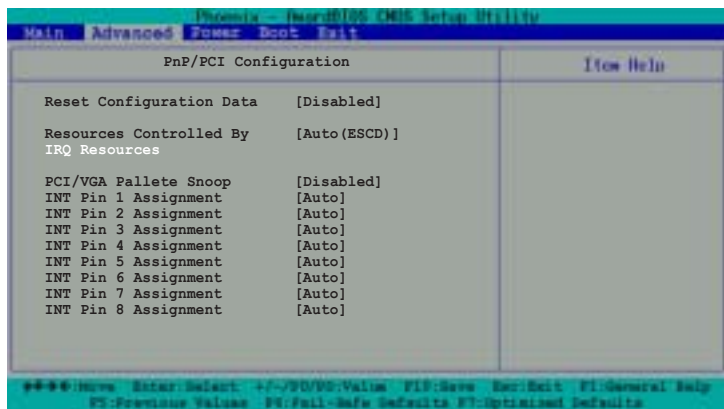 Phoenix - AwardBIOS CMOS Setup Utility
Main Advanced Power Boot Exit
PnP/PCI Configuration
Item Help
Reset Configuration Data [Disabled]
Resources Controlled By [Auto(ESCD)]
IRQ Resources
PCI/VGA Pallete Snoop [Disabled]
INT Pin 1 Assignment [Auto]
INT Pin 2 Assignment [Auto]
INT Pin 3 Assignment [Auto]
INT Pin 4 Assignment [Auto]
INT Pin 5 Assignment [Auto]
INT Pin 6 Assignment [Auto]
INT Pin 7 Assignment [Auto]
INT Pin 8 Assignment [Auto]
:Move Enter:Select +/-/PU/PD:Value F10:Save Esc:Exit F1:General Help
F5:Previous Values F6:Fail-Safe Defaults F7:Optimized Defaults